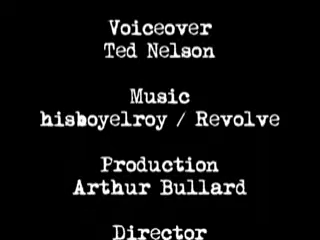 Voiceover
Ted Nelson
Music
hisboyelroy / Revolve
Production
Arthur Bullard
Director